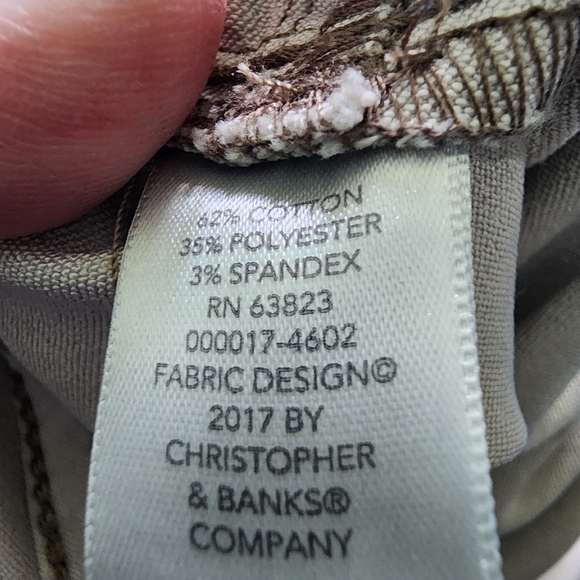 62% COTTON
35% POLYESTER
3% SPANDEX
RN 63823
000017-4602
FABRIC DESIGN©
2017 BY
CHRISTOPHER
& BANKS®
COMPANY